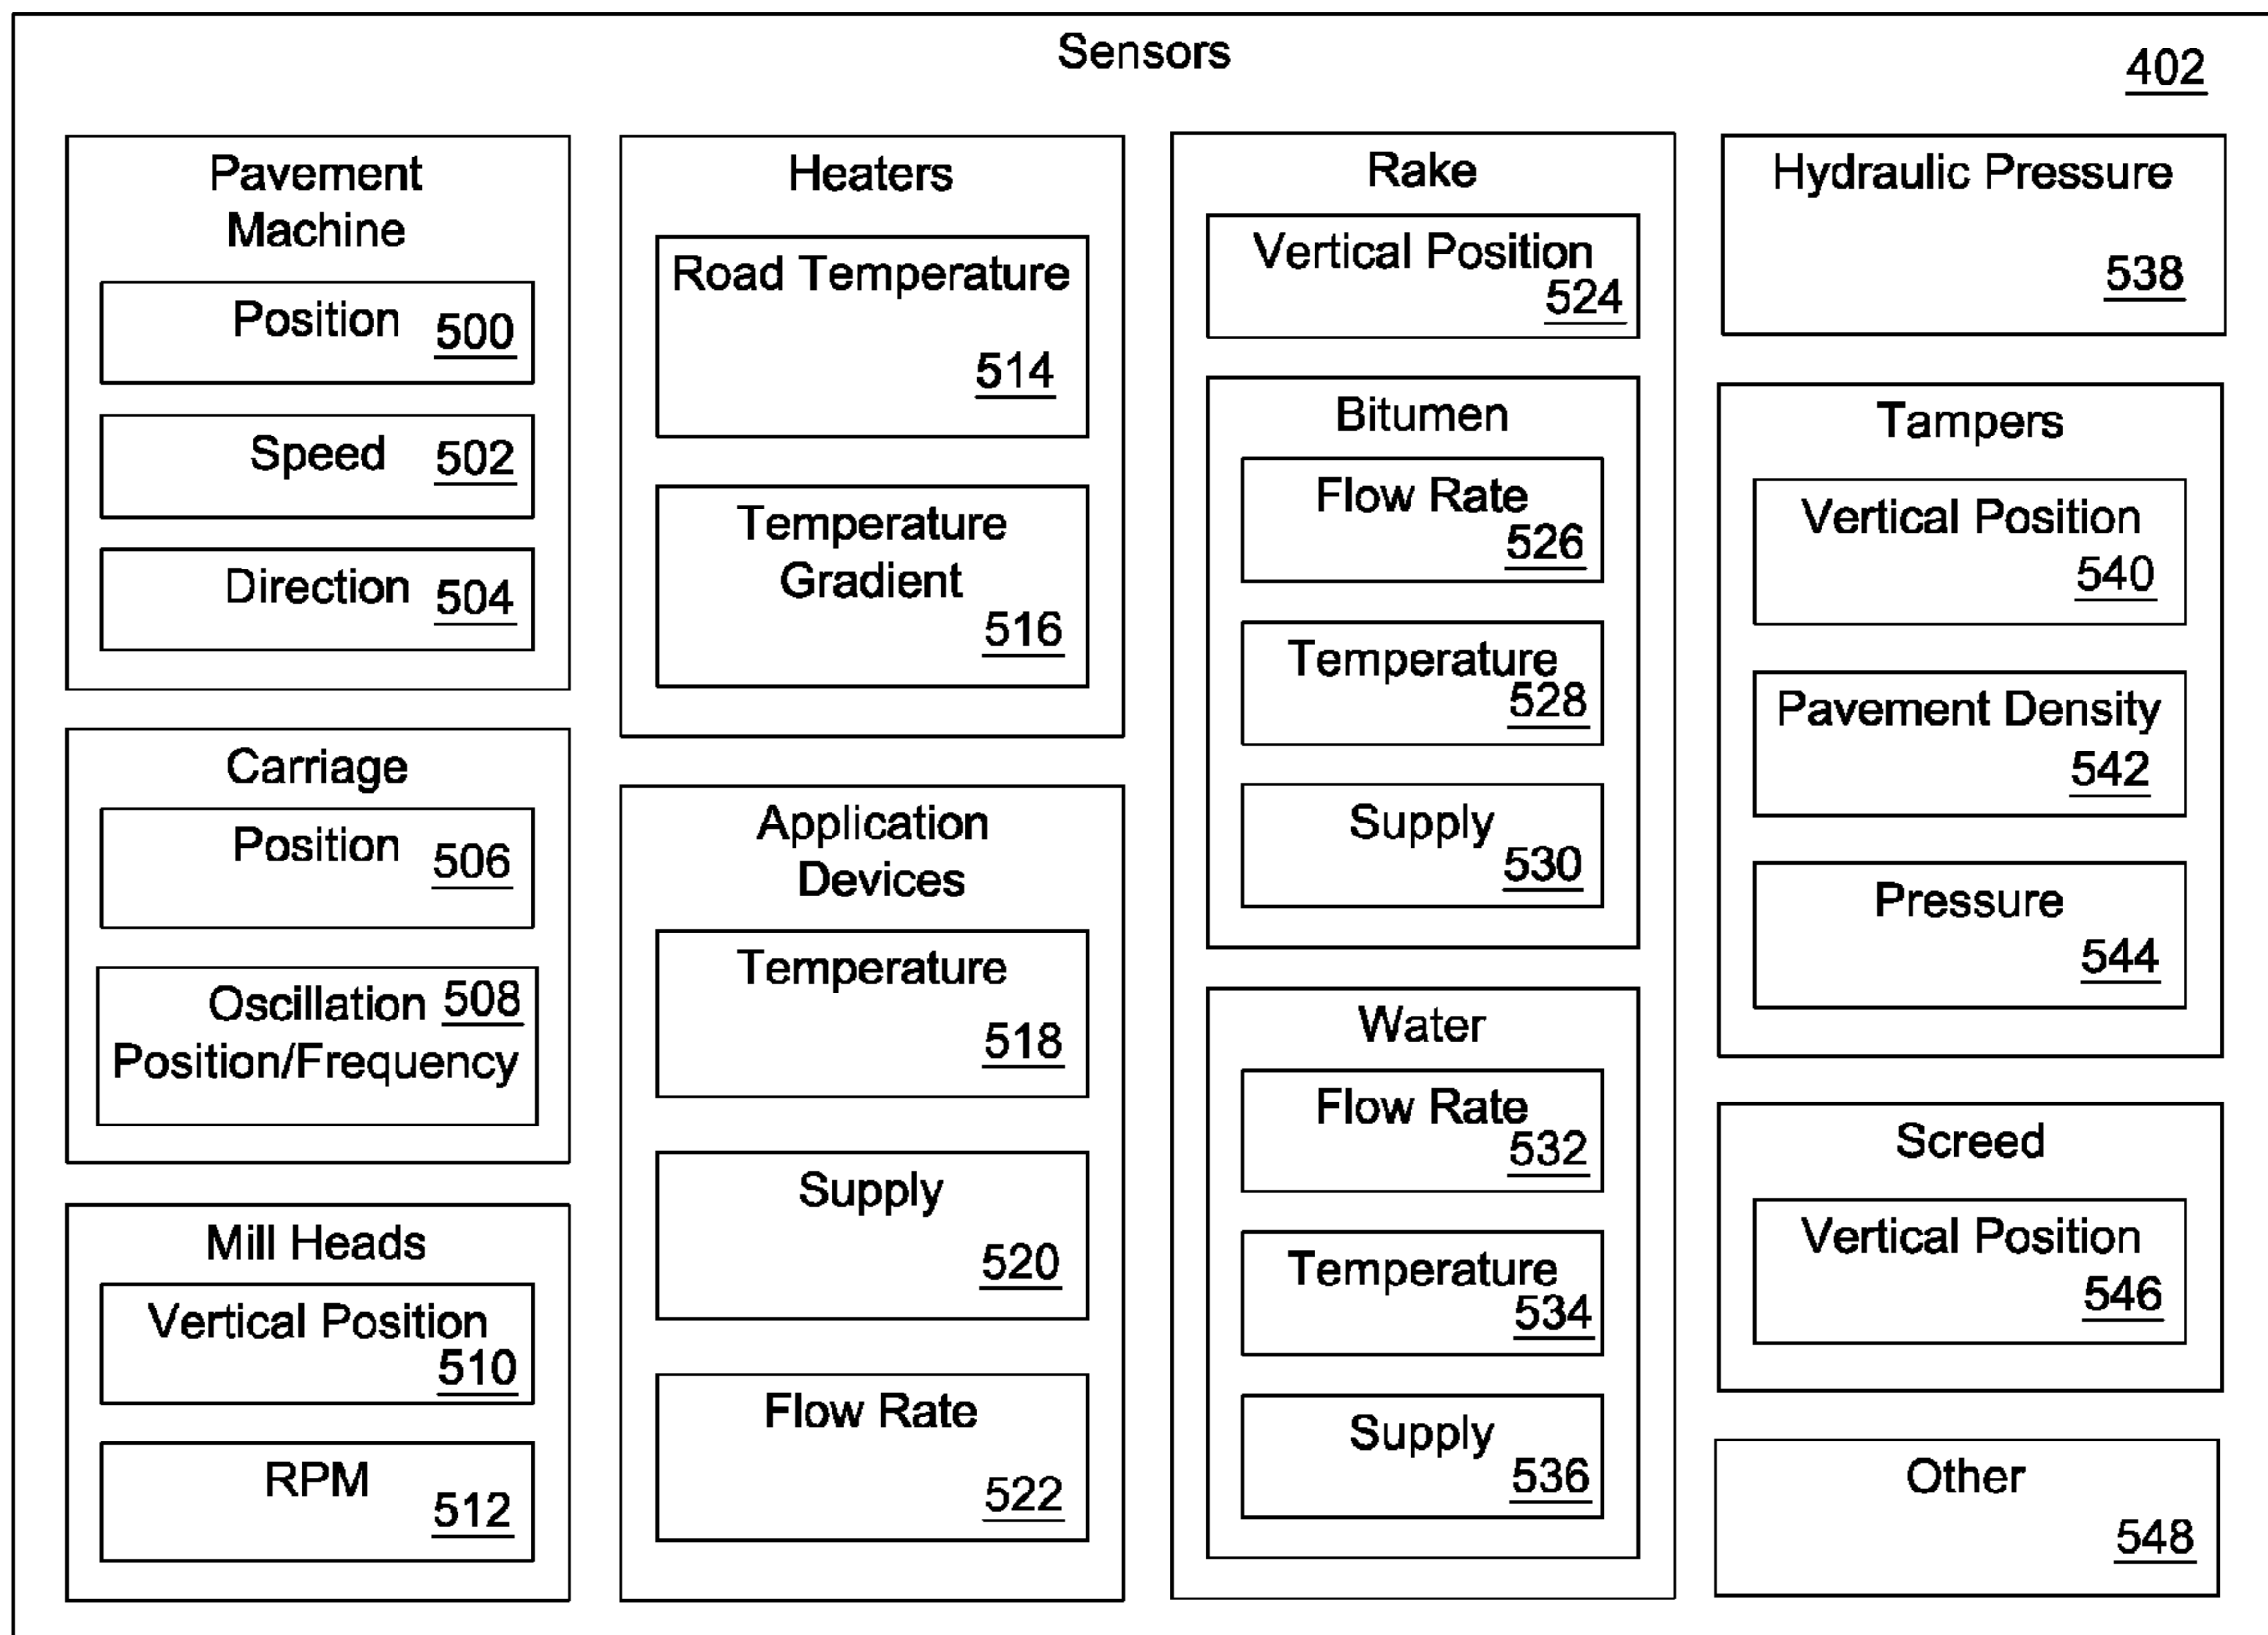 Sensors
402
Pavement
Machine
Position 500
Speed 502
Direction 504
Carriage
Position 506
Oscillation 508
Position/Frequency
Mill Heads
Vertical Position
510
RPM
512
Heaters
Road Temperature
514
Temperature
Gradient
516
Application
Devices
Temperature
518
Supply
520
Flow Rate
522
Rake
Vertical Position
524
Bitumen
Flow Rate
526
Temperature
528
Supply
530
Water
Flow Rate
532
Temperature
534
Supply
536
Hydraulic Pressure
538
Tampers
Vertical Position
540
Pavement Density
542
Pressure
544
Screed
Vertical Position
546
Other
548